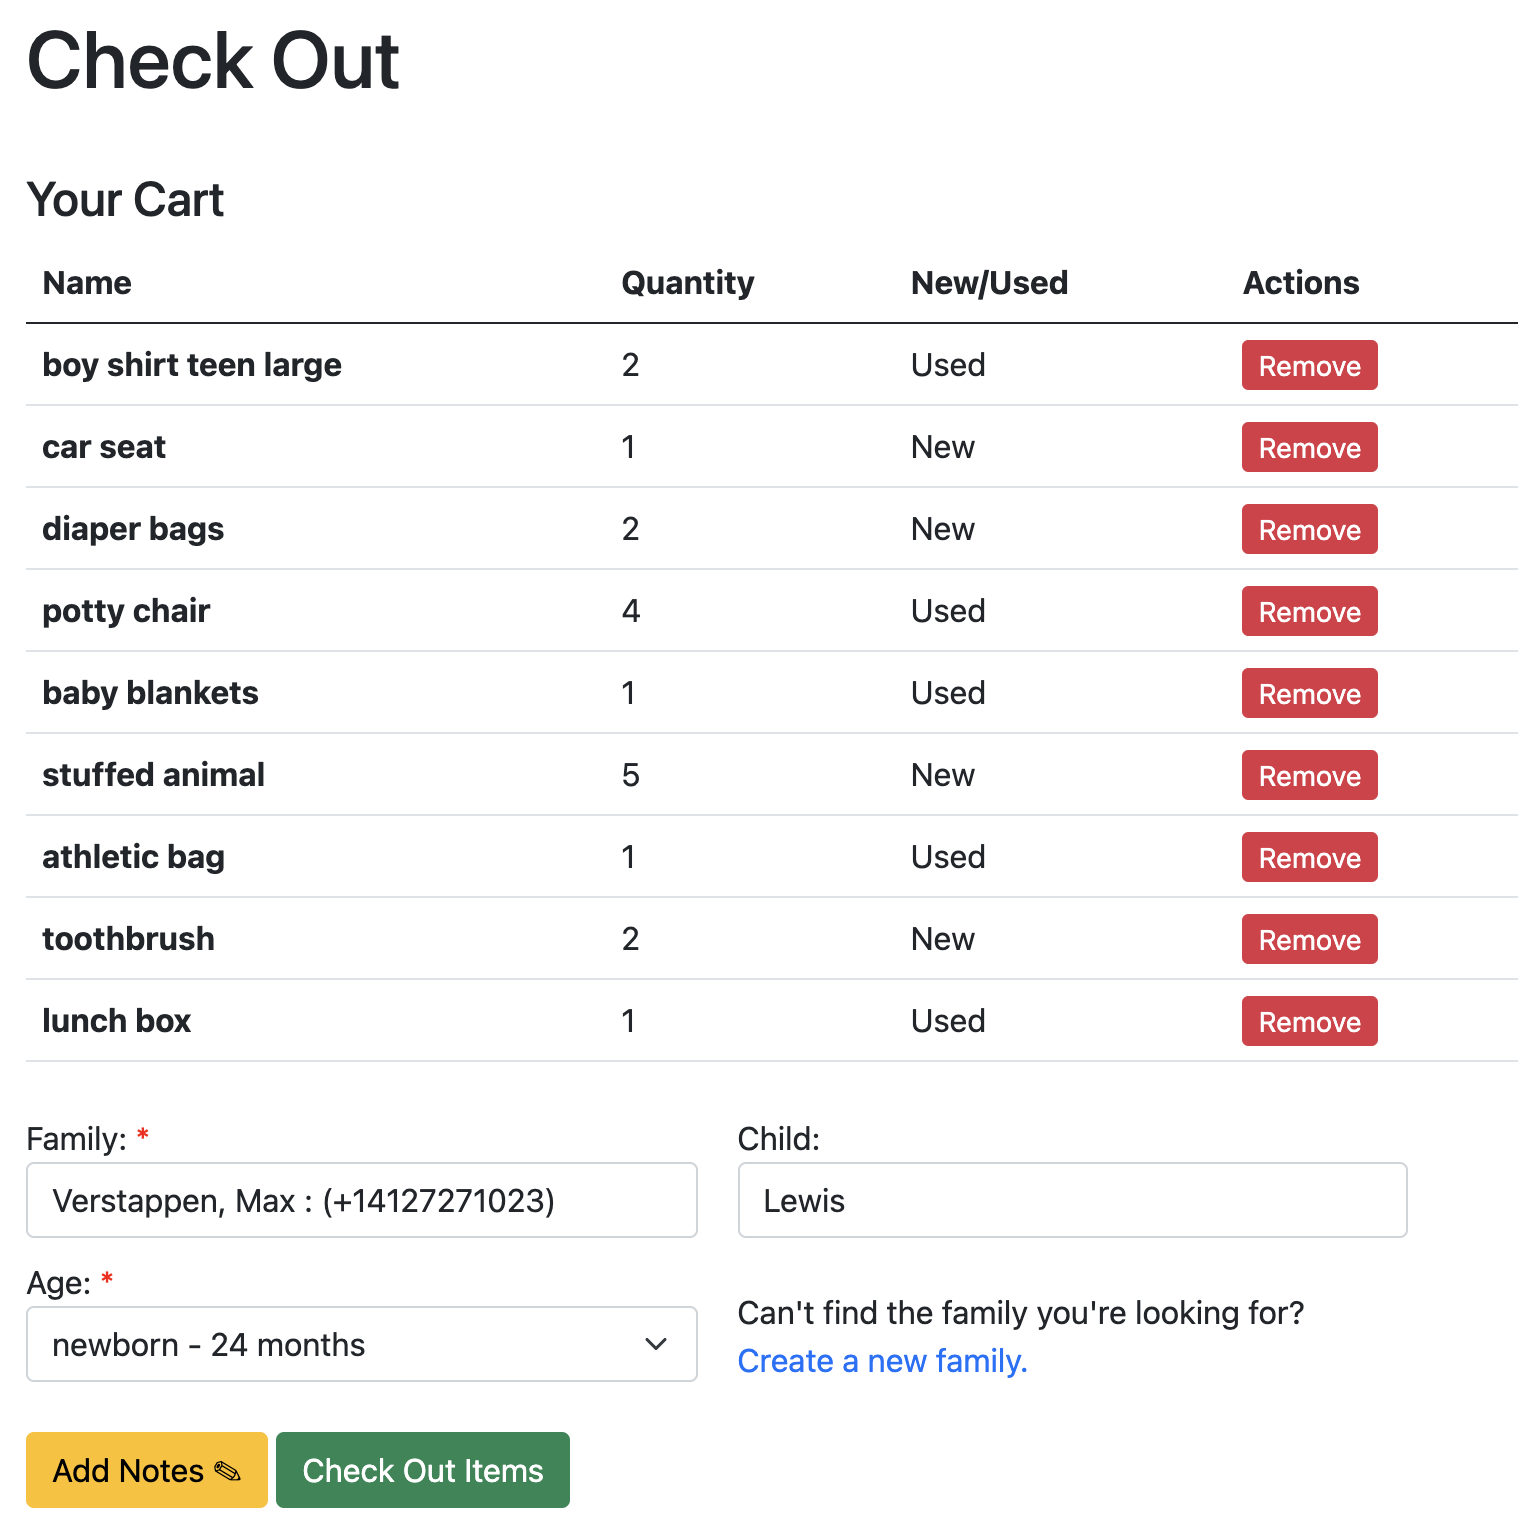 Check Out
Your Cart
Name Quantity New/Used Actions
boy shirt teen large 2 Used Remove
car seat 1 New Remove
diaper bags 2 New Remove
potty chair 4 Used Remove
baby blankets 1 Used Remove
stuffed animal 5 New Remove
athletic bag 1 Used Remove
toothbrush 2 New Remove
lunch box 1 Used Remove
Family: * Child:
Verstappen, Max : (+14127271023) Lewis
Age: *
newborn - 24 months
Can't find the family you're looking for?
Create a new family.
Add Notes ✎ Check Out Items